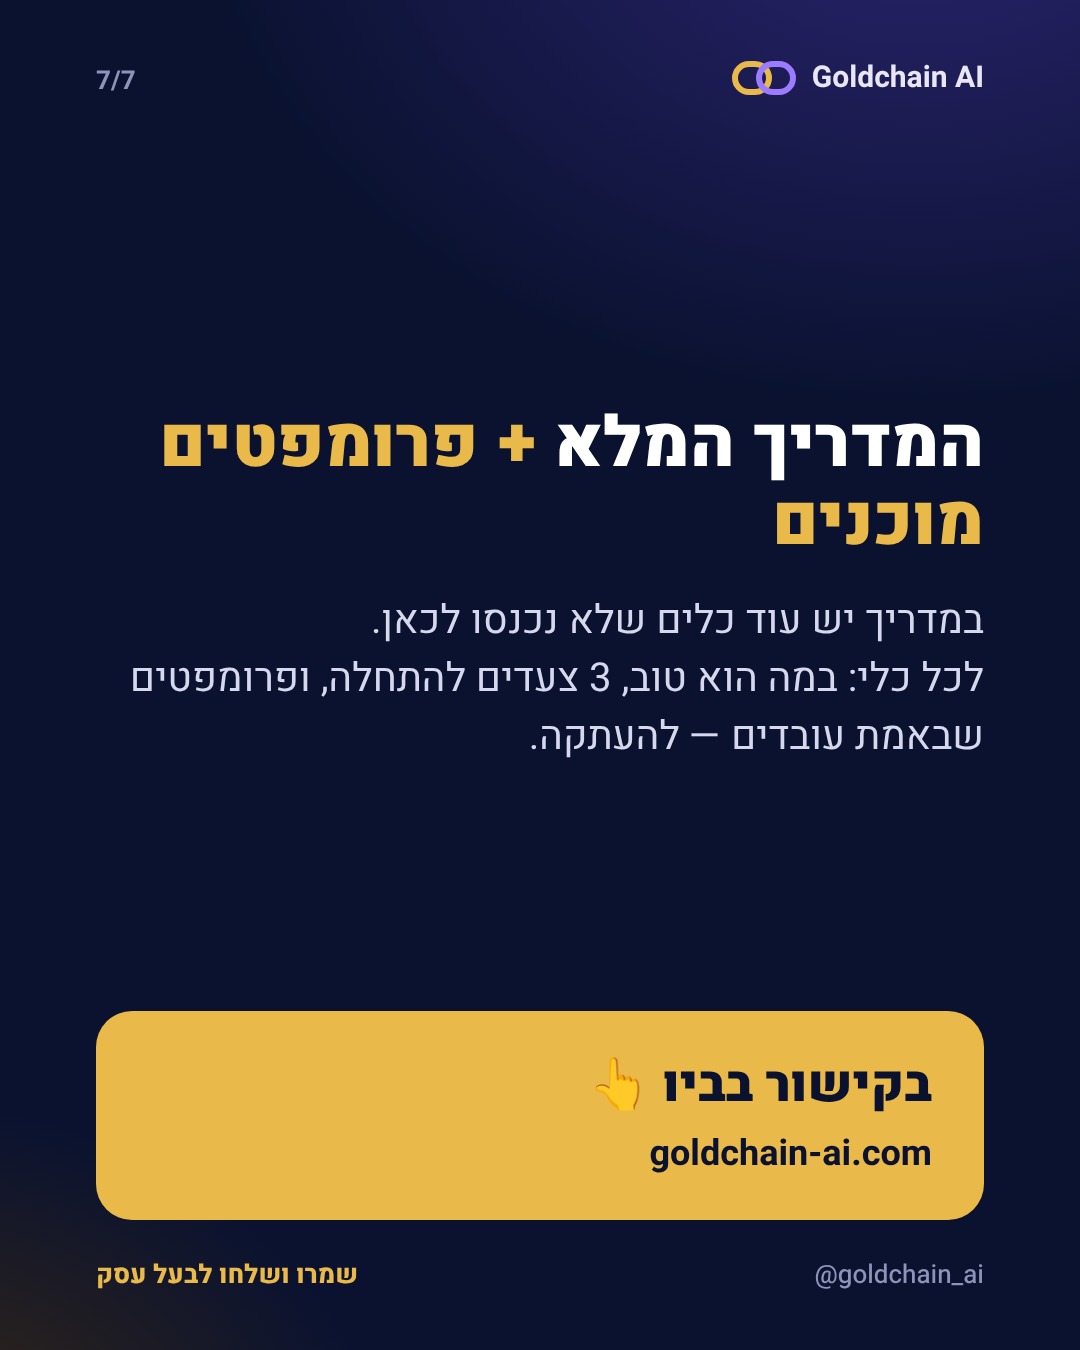 Goldchain AI
7/7
המדריך המלא + פרומפטים
מוכנים
במדריך יש עוד כלים שלא נכנסו לכאן.
לכל כלי: במה הוא טוב, 3 צעדים להתחלה, ופרומפטים
שבאמת עובדים — להעתקה.
בקישור בביו 👆
goldchain-ai.com
@goldchain_ai
שמרו ושלחו לבעל עסק